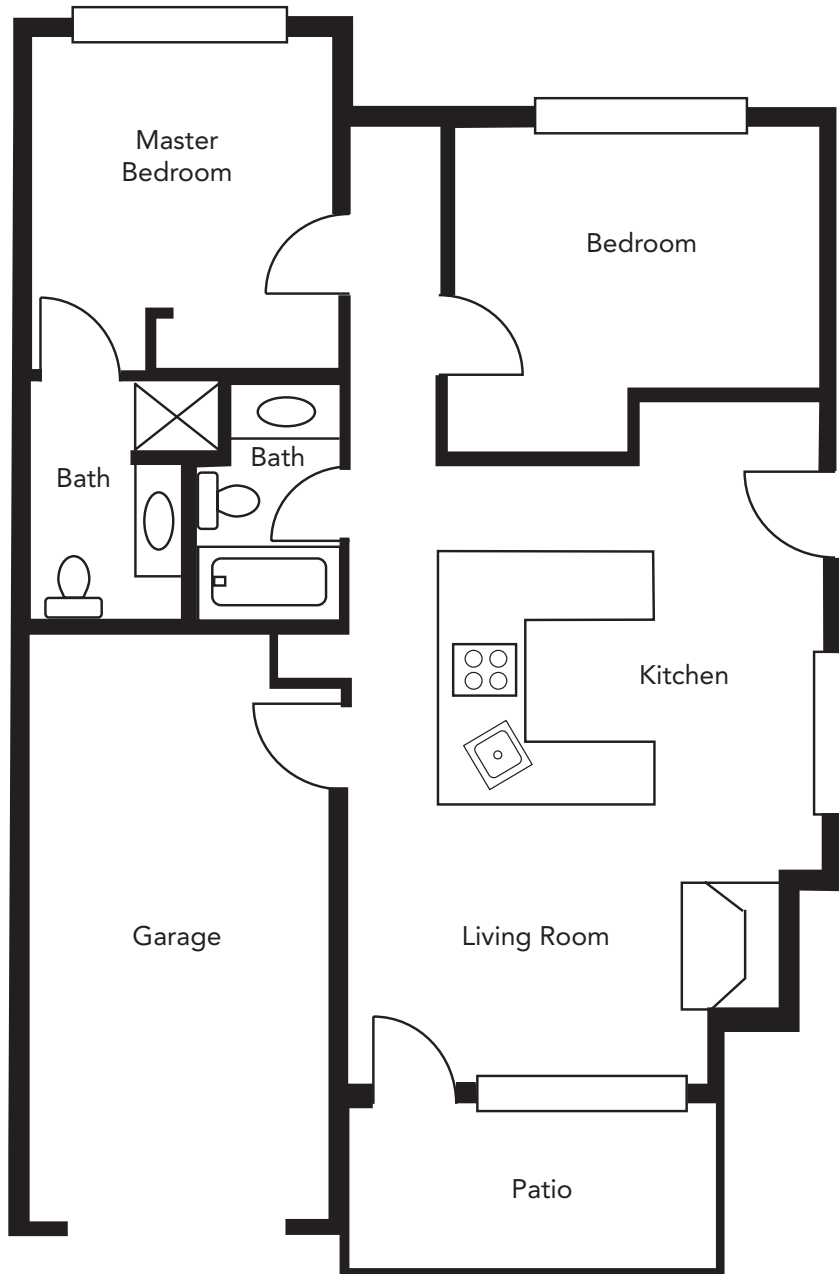 Master
Bedroom
Bedroom
Bath
Bath
Kitchen
Garage
Living Room
Patio